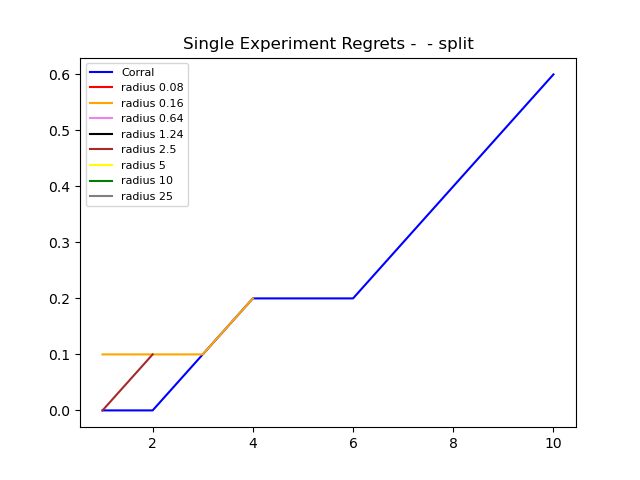 Single Experiment Regrets -  - split
Corral
radius 0.08
radius 0.16
radius 0.64
radius 1.24
radius 2.5
radius 5
radius 10
radius 25
0.6
0.5
0.4
0.3
0.2
0.1
0.0
2 4 6 8 10